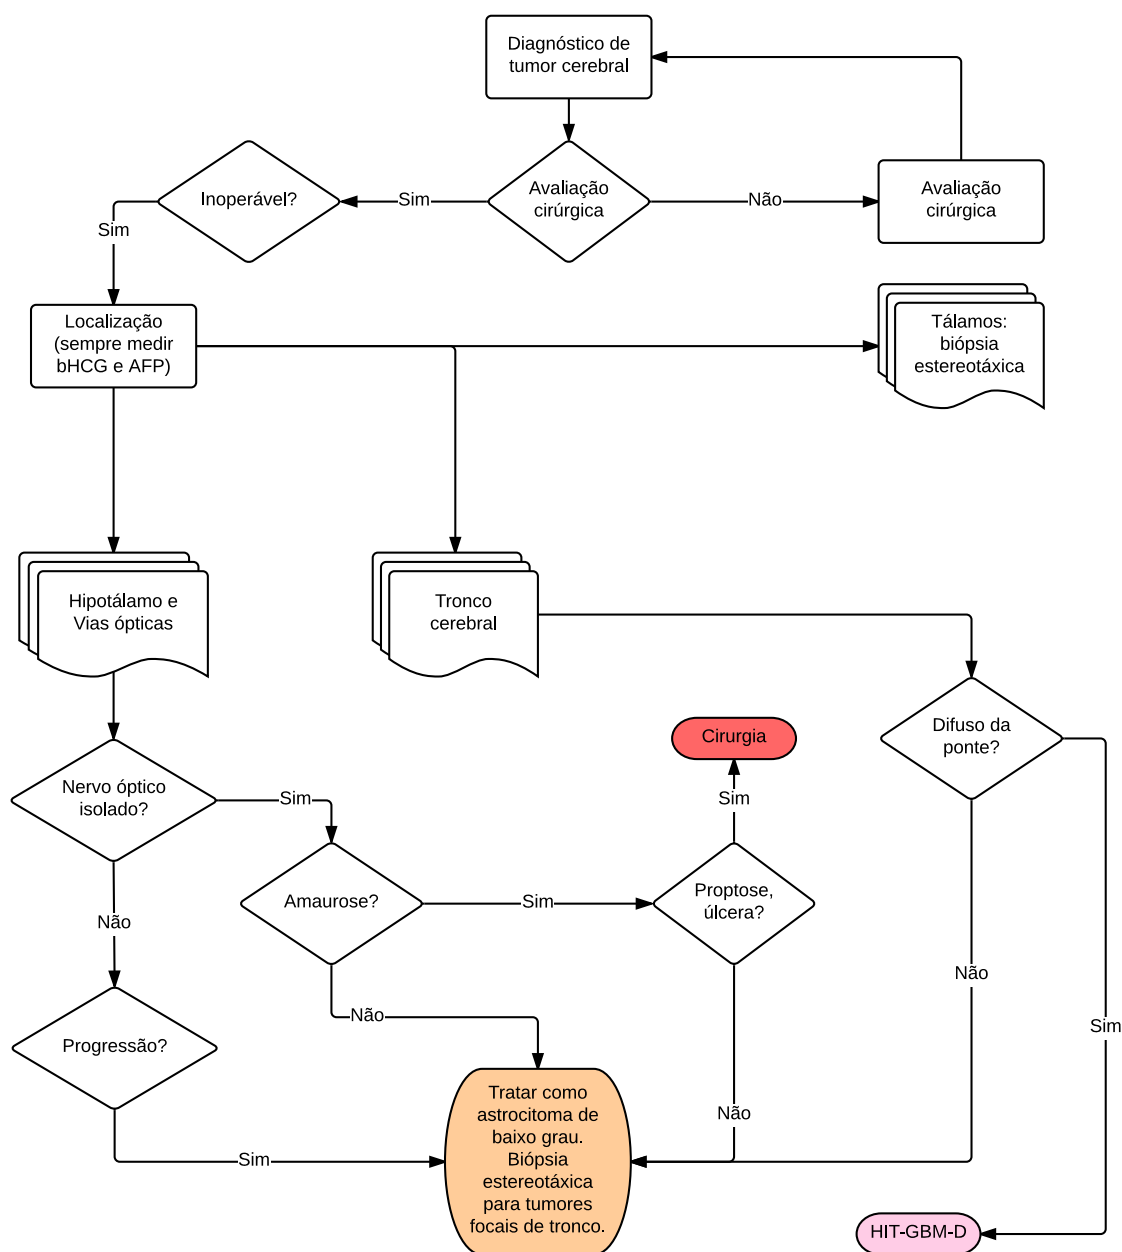 Diagnóstico de
tumor cerebral
Inoperável?
Sim
Avaliação
cirúrgica
Não
Avaliação
cirúrgica
Sim
Localização
(sempre medir
bHCG e AFP)
Tálamos:
biópsia
estereotáxica
Hipotálamo e
Vias ópticas
Tronco
cerebral
Cirurgia
Difuso da
ponte?
Nervo óptico
isolado?
Sim
Sim
Amaurose?
Sim
Proptose,
úlcera?
Não
Não
Não
Sim
Progressão?
Tratar como
astrocitoma de
baixo grau.
Biópsia
estereotáxica
para tumores
focais de tronco.
Não
Sim
HIT-GBM-D